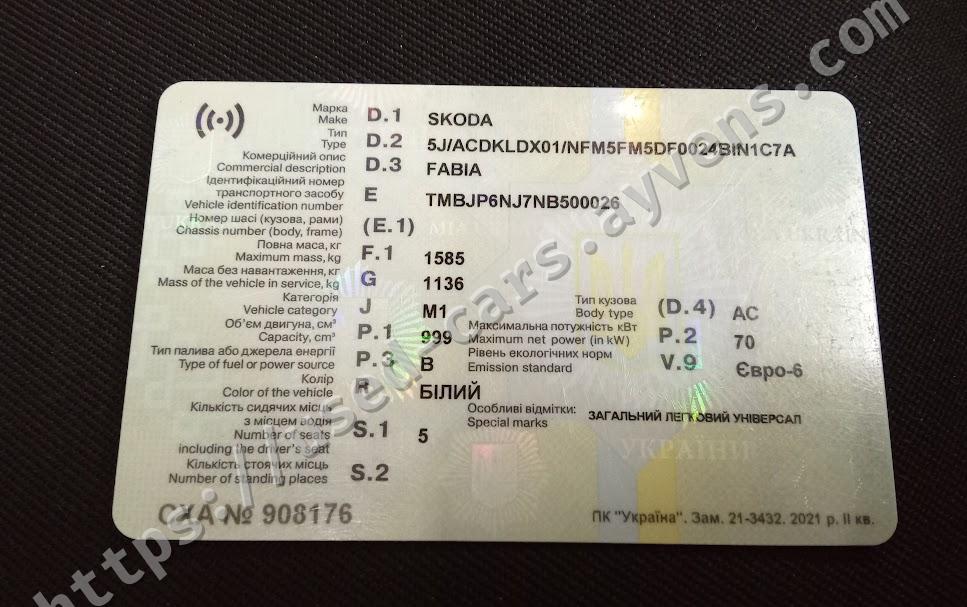 Марка
Make D.1 SKODA
Тип
Type D.2 5J/ACDKLDX01/NFM5FM5DF0024BIN1C7A
Комерційний опис
Commercial description D.3 FABIA
Ідентифікаційний номер
транспортного засобу
Vehicle identification number E TMBJP6NJ7NB500026
Номер шасі (кузова, рами)
Chassis number (body, frame) (E.1)
Повна маса, кг
Maximum mass, kg F.1 1585
Маса без навантаження, кг
Mass of the vehicle in service, kg G 1136
Категорія
Vehicle category J M1
Тип кузова
Body type (D.4) AC
Об'єм двигуна, см³
Capacity, cm³ P.1 999
Максимальна потужність кВт
Maximum net power (in kW) P.2 70
Тип палива або джерела енергії
Type of fuel or power source P.3 B
Рівень екологічних норм
Emission standard V.9 Євро-6
Колір
Color of the vehicle R БІЛИЙ
Особливі відмітки:
Special marks ЗАГАЛЬНИЙ ЛЕГКОВИЙ УНІВЕРСАЛ
Кількість сидячих місць
з місцем водія
Number of seats
including the driver's seat S.1 5
Кількість стоячих місць
Number of standing places S.2
УКРАЇНИ
СХА № 908176
ПК "Україна". Зам. 21-3432. 2021 р. II кв.
https://used-cars.ayvens.com